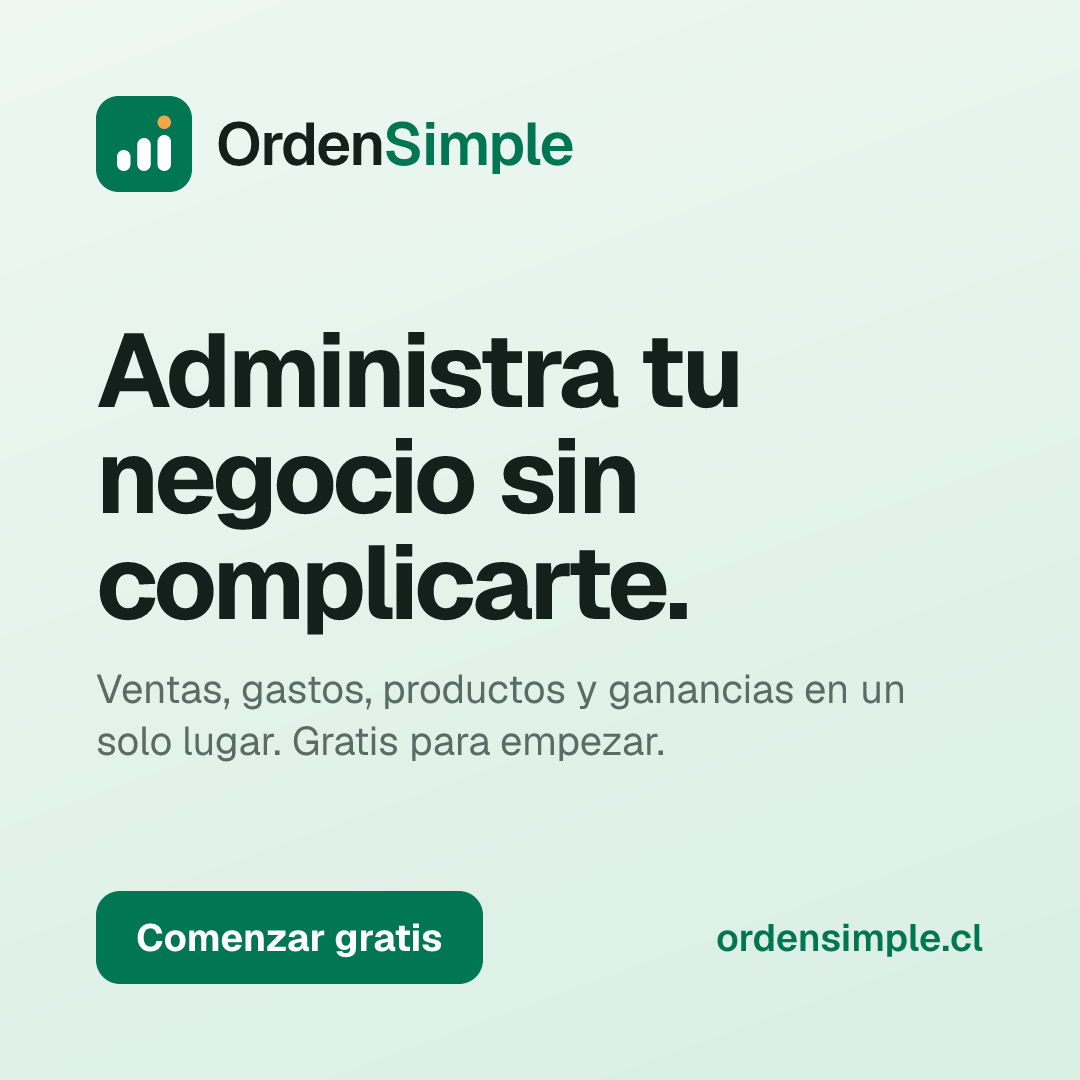 OrdenSimple
Administra tu
negocio sin
complicarte.
Ventas, gastos, productos y ganancias en un
solo lugar. Gratis para empezar.
Comenzar gratis
ordensimple.cl